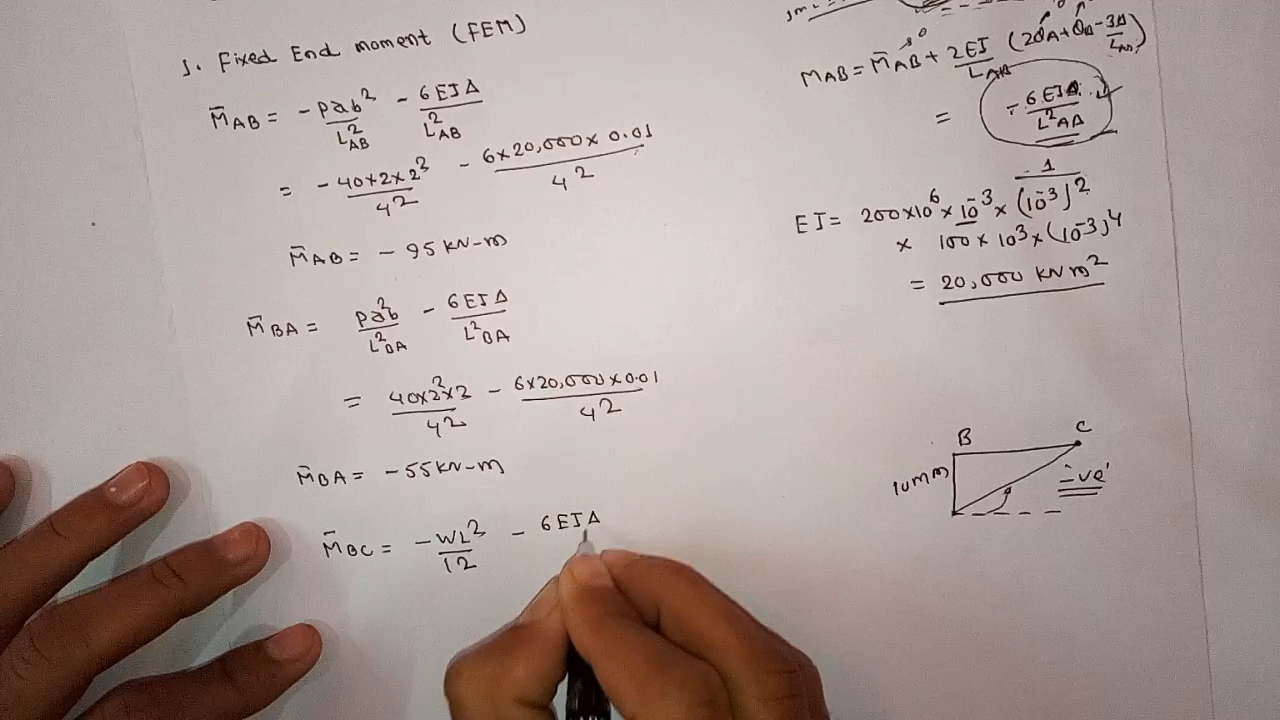 1. Fixed End moment (FEM)
M̄AB = -Pab²/L²AB - 6EIΔ/L²AB
= -40×2×2²/4² - 6×20,000×0.01/4²
M̄AB = -95 KN-m
M̄BA = Pa²b/L²BA - 6EIΔ/L²BA
= 40×2²×2/4² - 6×20,000×0.01/4²
M̄BA = -55 KN-m
M̄BC = -WL²/12 - 6EIΔ
MAB = M̄AB + 2EI/LAB (2θA + θB - 3Δ/LAB)
= -6EIΔ/L²AB
1
EI = 200×10⁶×10⁻³×(10⁻³)²
× 100×10³×(10⁻³)⁴
= 20,000 KNm²
B C
10mm -ve'